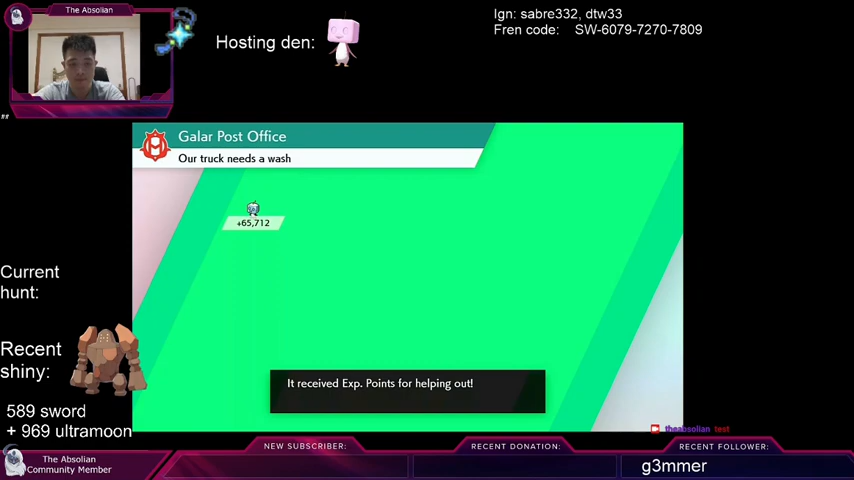 The Absolian
Hosting den:
Ign: sabre332, dtw33
Fren code: SW-6079-7270-7809
##
Galar Post Office
Our truck needs a wash
+65,712
Current
hunt:
Recent
shiny:
589 sword
+ 969 ultramoon
It received Exp. Points for helping out!
theabsolian test
The Absolian
Community Member
NEW SUBSCRIBER:
RECENT DONATION:
RECENT FOLLOWER:
g3mmer